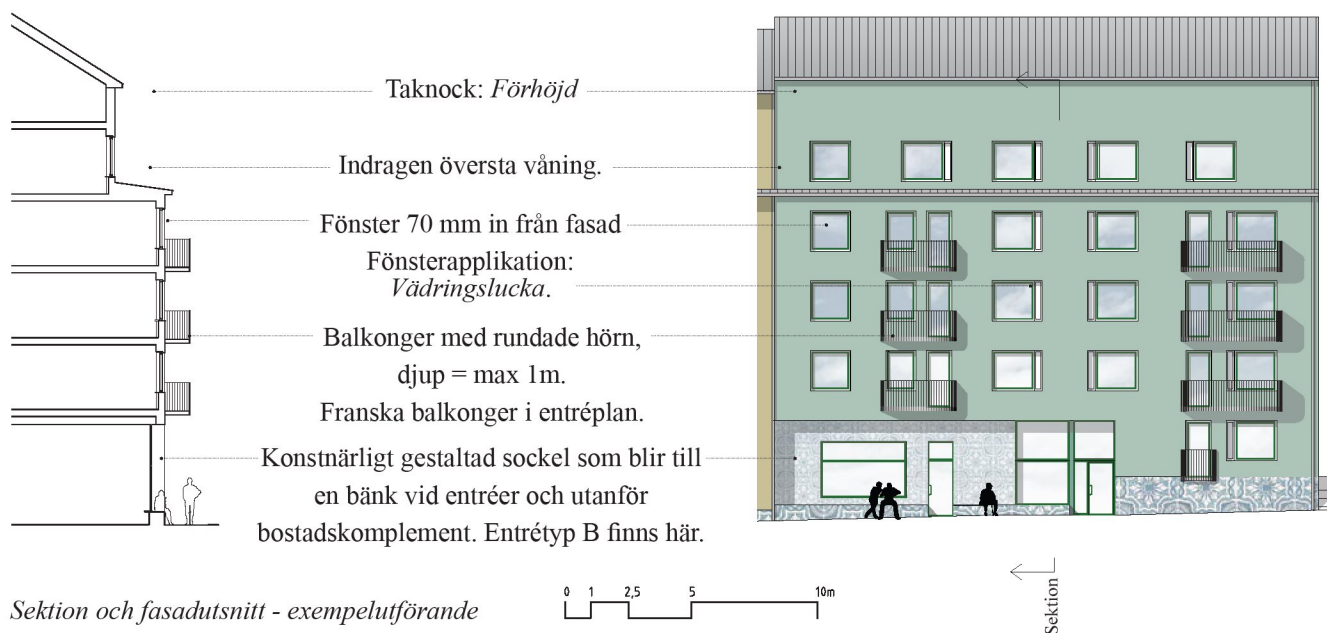 Taknock: Förhöjd
Indragen översta våning.
Fönster 70 mm in från fasad
Fönsterapplikation:
Vädringslucka.
Balkonger med rundade hörn,
djup = max 1m.
Franska balkonger i entréplan.
Konstnärligt gestaltad sockel som blir till
en bänk vid entréer och utanför
bostadskomplement. Entrétyp B finns här.
Sektion och fasadutsnitt - exempelutförande
0 1 2,5 5 10m
Sektion